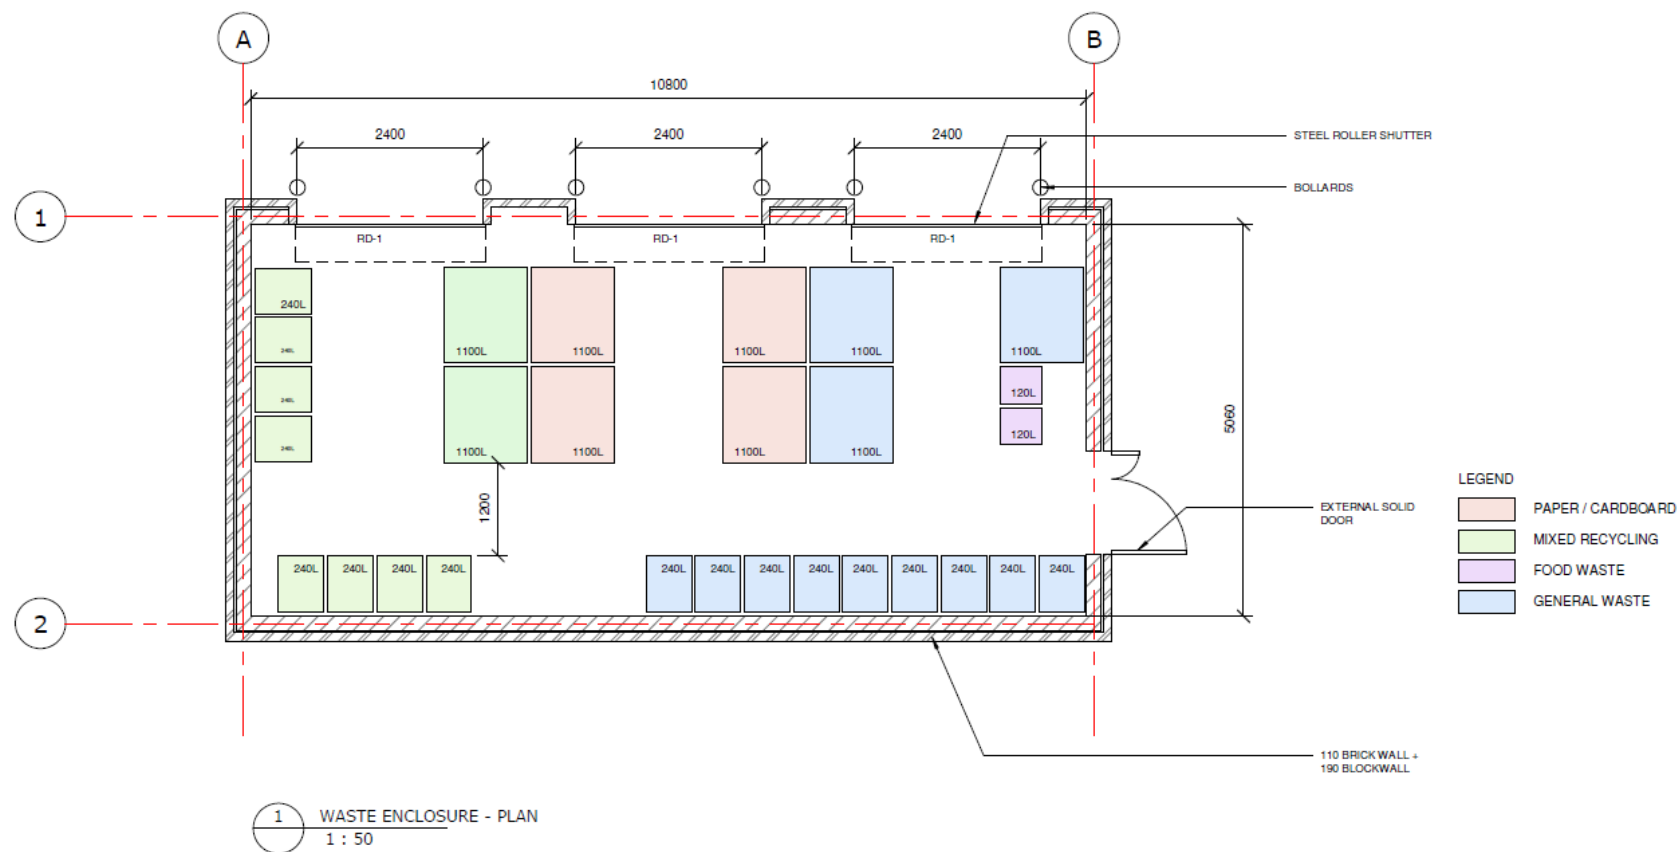 A
B
10800
2400
2400
2400
STEEL ROLLER SHUTTER
BOLLARDS
1
RD-1
RD-1
RD-1
240L
240L
240L
240L
1100L
1100L
1100L
1100L
1100L
1100L
1100L
1100L
1100L
120L
120L
5060
1200
LEGEND
PAPER / CARDBOARD
MIXED RECYCLING
FOOD WASTE
GENERAL WASTE
EXTERNAL SOLID
DOOR
240L
240L
240L
240L
240L
240L
240L
240L
240L
240L
240L
240L
240L
2
110 BRICK WALL +
190 BLOCKWALL
1
WASTE ENCLOSURE - PLAN
1 : 50